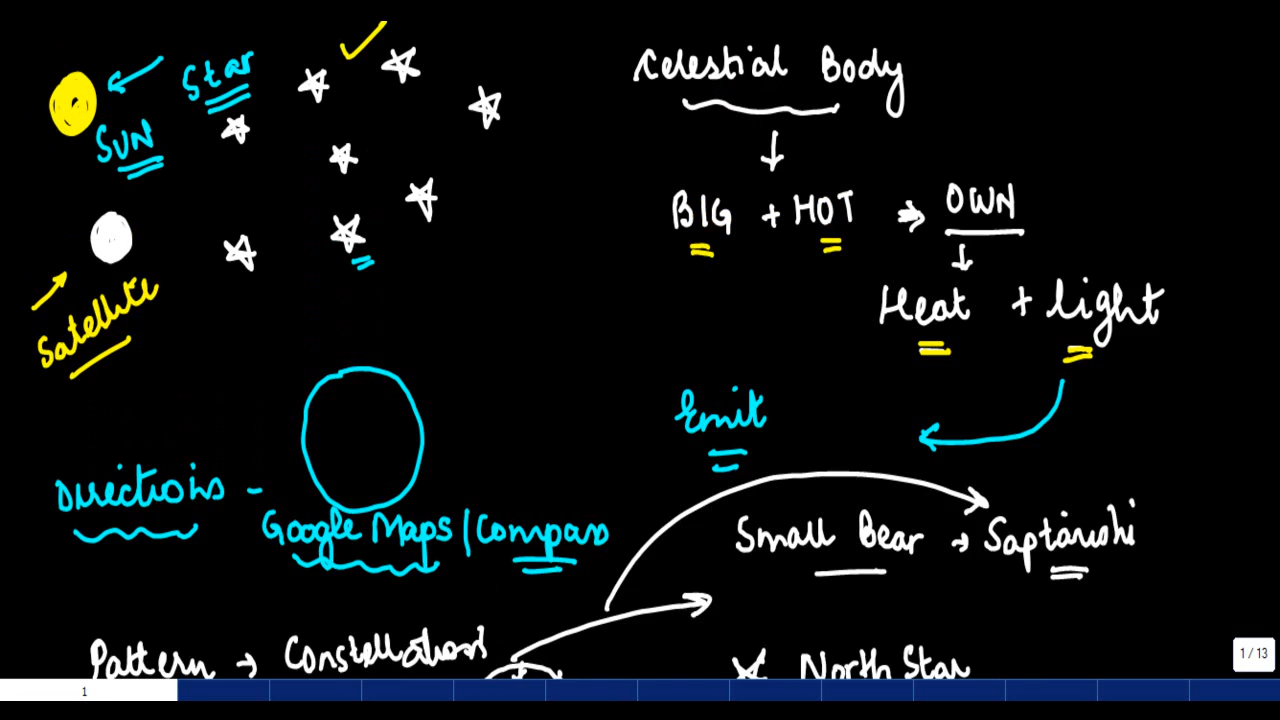 Star
SUN
Satellite
Celestial Body
BIG + HOT → OWN
Heat + light
Emit
Directions -
Google Maps / Compass
Small Bear → Saptarishi
Pattern → Constellations
North Star
1 / 13
1